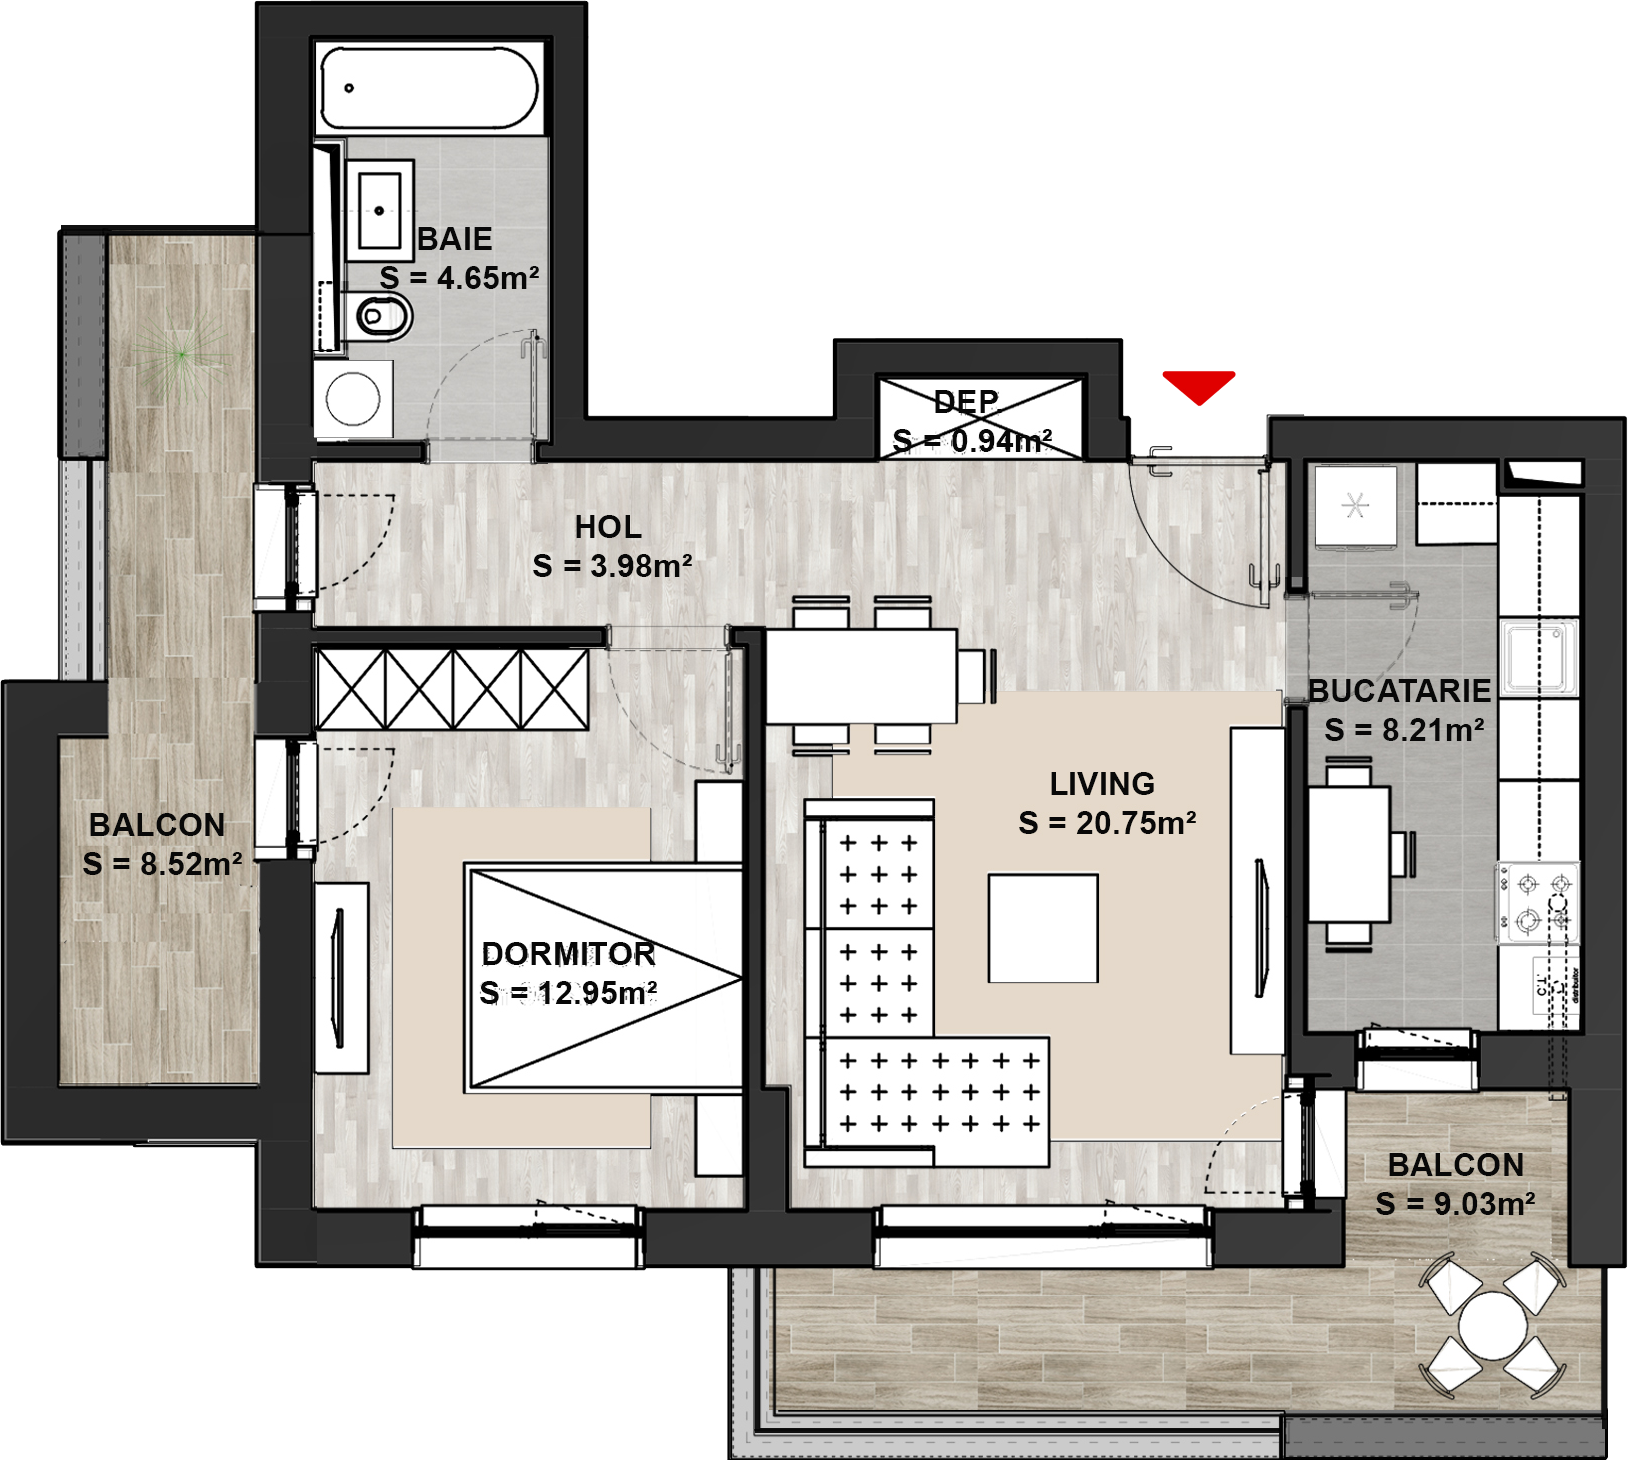 BAIE
S = 4.65m²
DEP.
S = 0.94m²
HOL
S = 3.98m²
BUCATARIE
S = 8.21m²
LIVING
S = 20.75m²
BALCON
S = 8.52m²
DORMITOR
S = 12.95m²
C.T.
distribuitor
BALCON
S = 9.03m²